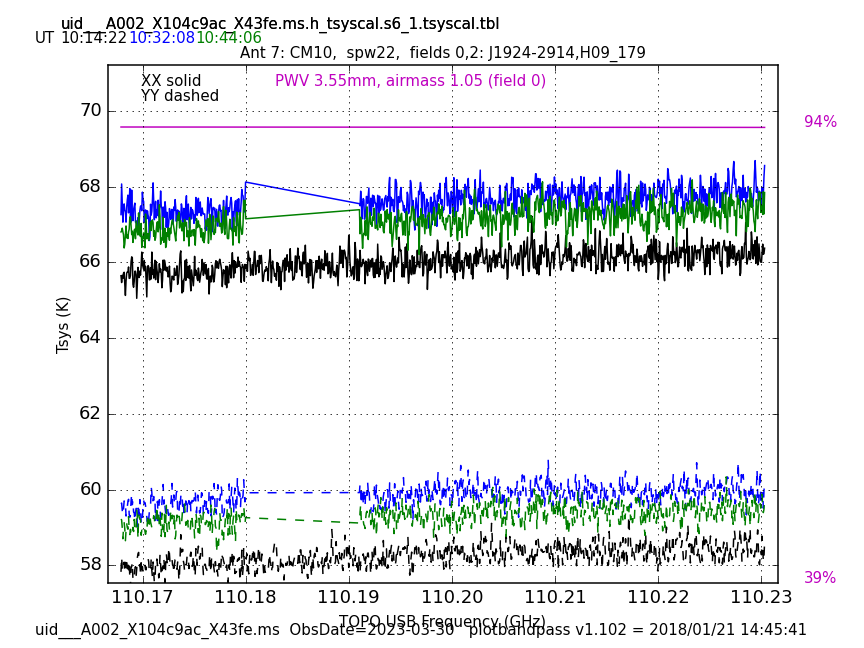 uid___A002_X104c9ac_X43fe.ms.h_tsyscal.s6_1.tsyscal.tbl
UT 10:14:22 10:32:08 10:44:06
Ant 7: CM10,  spw22,  fields 0,2: J1924-2914,H09_179
XX solid
PWV 3.55mm, airmass 1.05 (field 0)
YY dashed
94%
39%
Tsys (K)
70
68
66
64
62
60
58
110.17 110.18 110.19 110.20 110.21 110.22 110.23
TOPO USB Frequency (GHz)
uid___A002_X104c9ac_X43fe.ms  ObsDate=2023-03-30   plotbandpass v1.102 = 2018/01/21 14:45:41